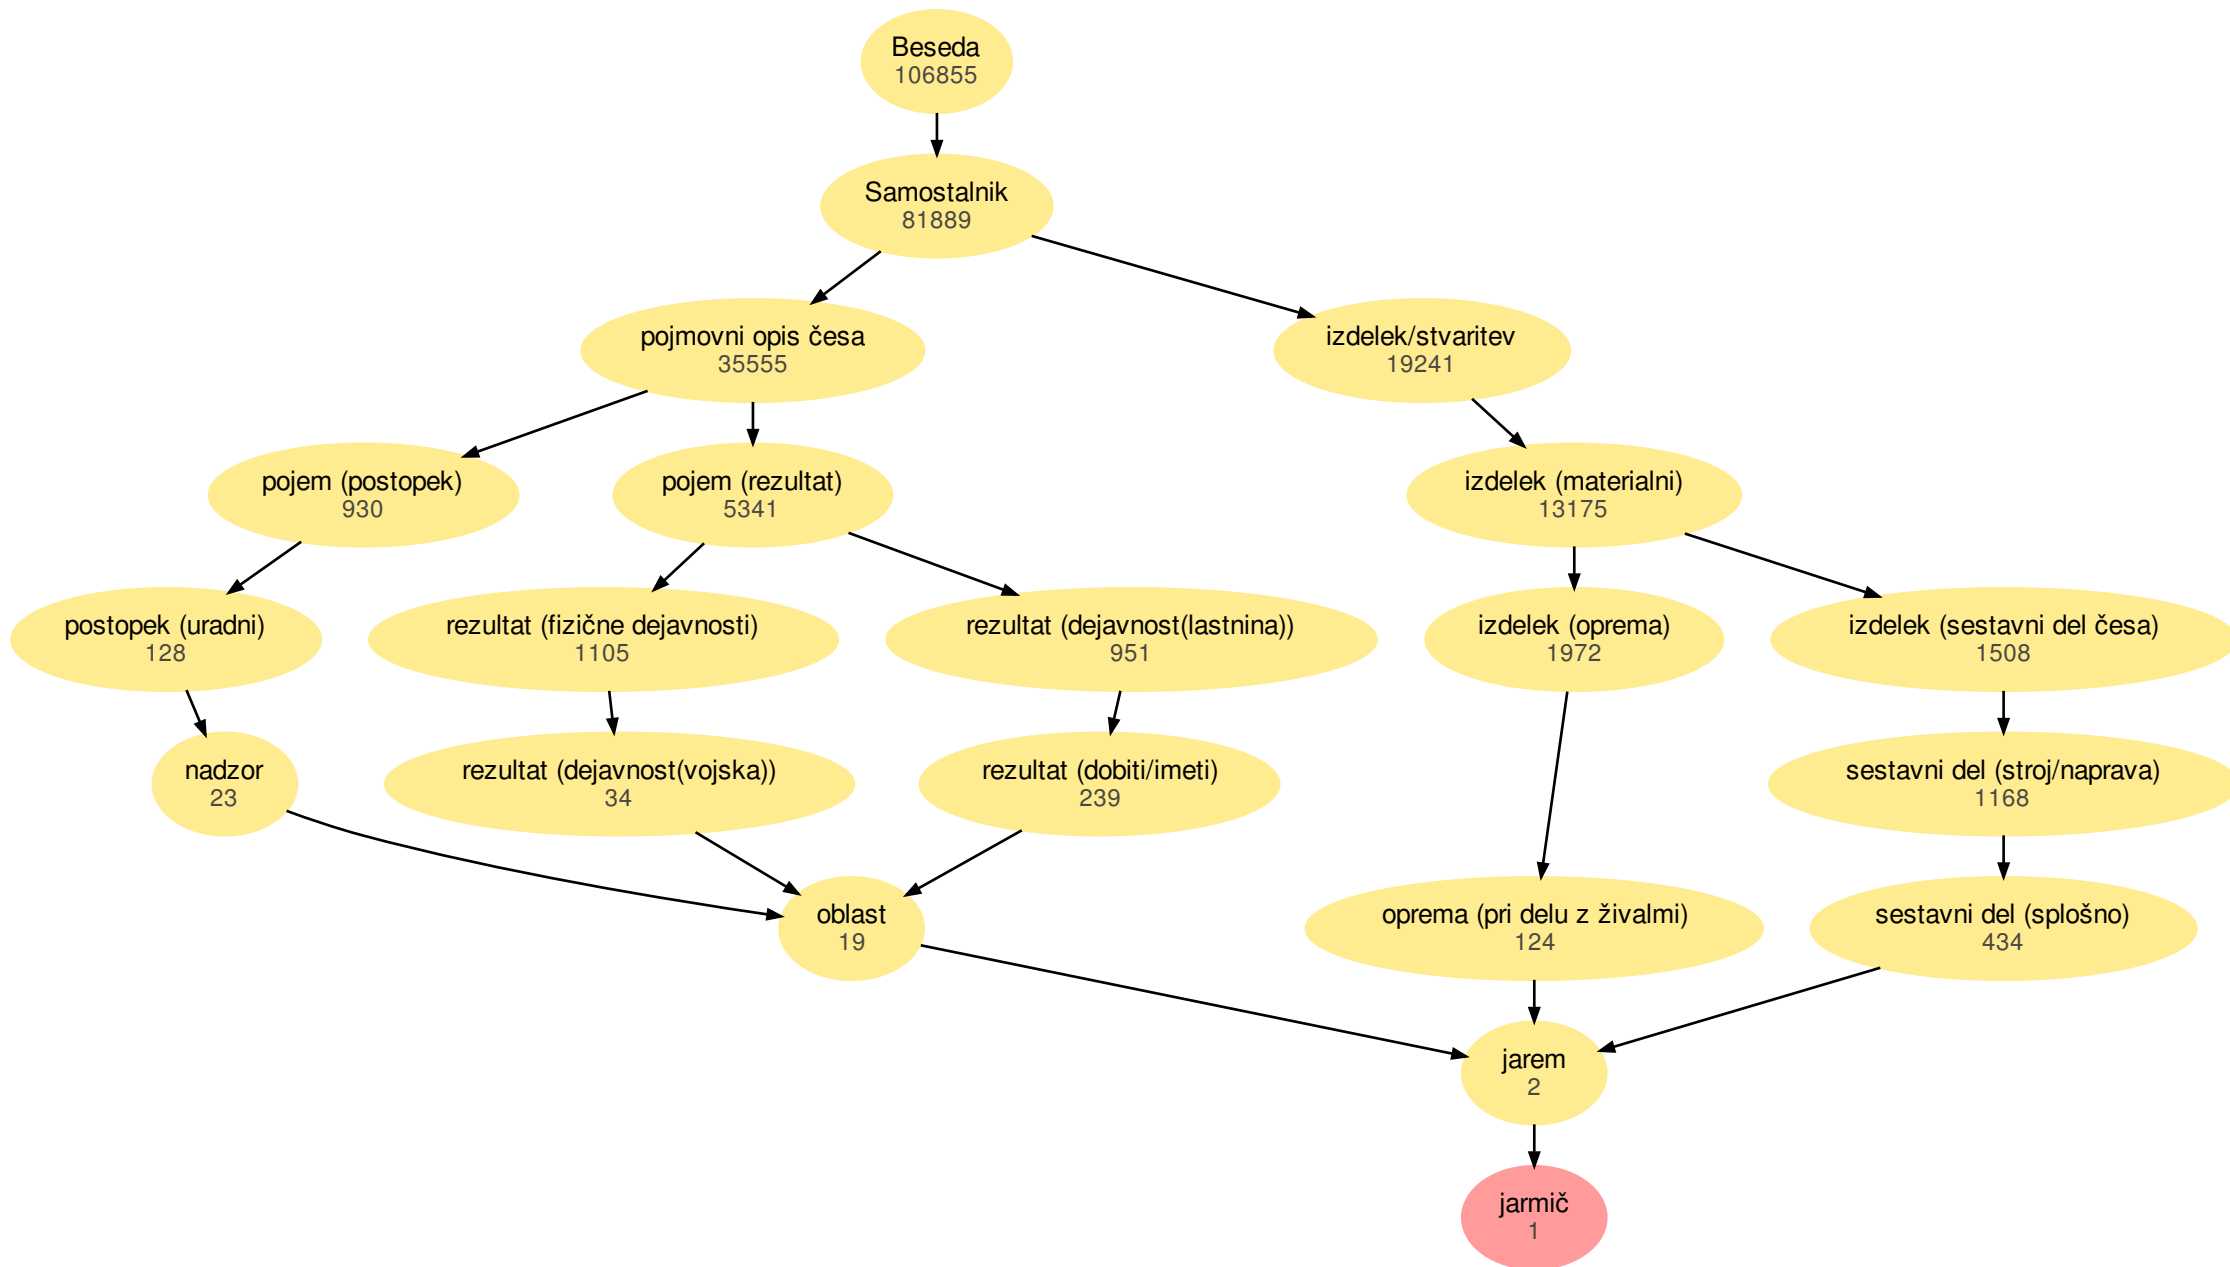 Beseda
106855
Samostalnik
81889
pojmovni opis česa
35555
izdelek/stvaritev
19241
pojem (postopek)
930
pojem (rezultat)
5341
izdelek (materialni)
13175
postopek (uradni)
128
rezultat (fizične dejavnosti)
1105
rezultat (dejavnost(lastnina))
951
izdelek (oprema)
1972
izdelek (sestavni del česa)
1508
nadzor
23
rezultat (dejavnost(vojska))
34
rezultat (dobiti/imeti)
239
sestavni del (stroj/naprava)
1168
oblast
19
oprema (pri delu z živalmi)
124
sestavni del (splošno)
434
jarem
2
jarmič
1